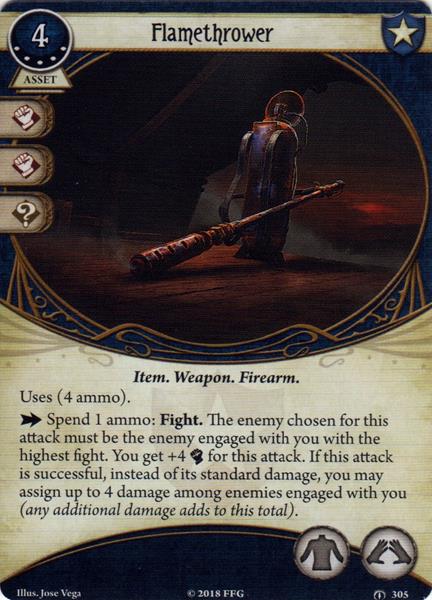 Flamethrower
4
ASSET
?
Item. Weapon. Firearm.
Uses (4 ammo).
Spend 1 ammo: Fight. The enemy chosen for this
attack must be the enemy engaged with you with the
highest fight. You get +4 for this attack. If this attack
is successful, instead of its standard damage, you may
assign up to 4 damage among enemies engaged with you
(any additional damage adds to this total).
Illus. Jose Vega
© 2018 FFG
305